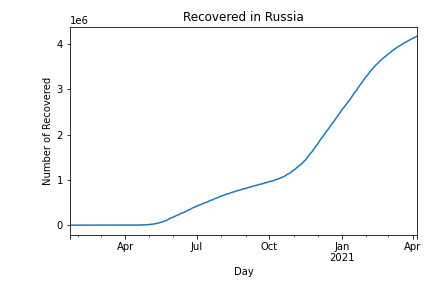 Recovered in Russia
1e6
4
3
2
1
0
Number of Recovered
Apr Jul Oct Jan Apr
2021
Day